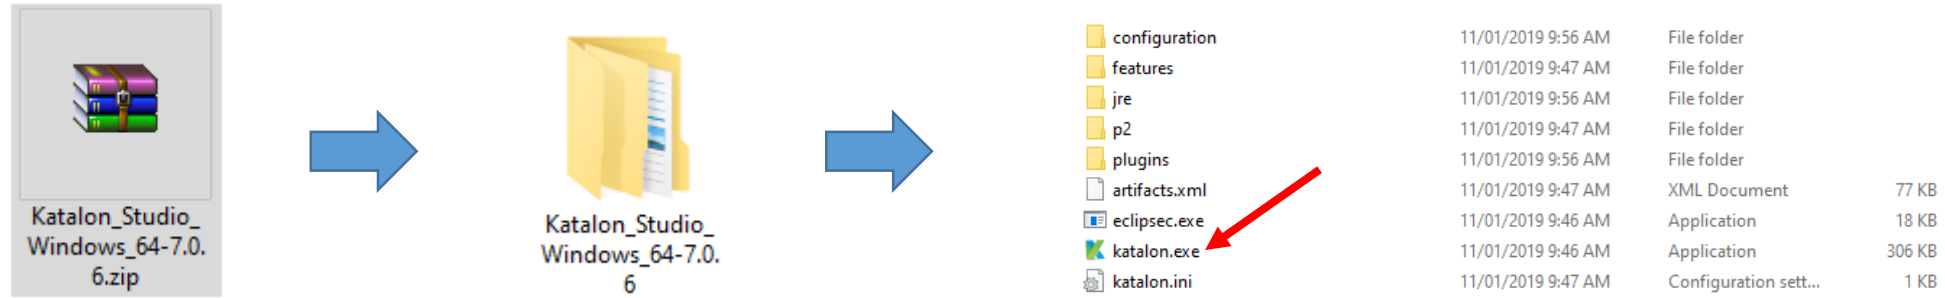 Katalon_Studio_
Windows_64-7.0.
6.zip
Katalon_Studio_
Windows_64-7.0.
6
configuration 11/01/2019 9:56 AM File folder
features 11/01/2019 9:47 AM File folder
jre 11/01/2019 9:56 AM File folder
p2 11/01/2019 9:47 AM File folder
plugins 11/01/2019 9:56 AM File folder
artifacts.xml 11/01/2019 9:47 AM XML Document 77 KB
eclipsec.exe 11/01/2019 9:46 AM Application 18 KB
katalon.exe 11/01/2019 9:46 AM Application 306 KB
katalon.ini 11/01/2019 9:47 AM Configuration sett... 1 KB